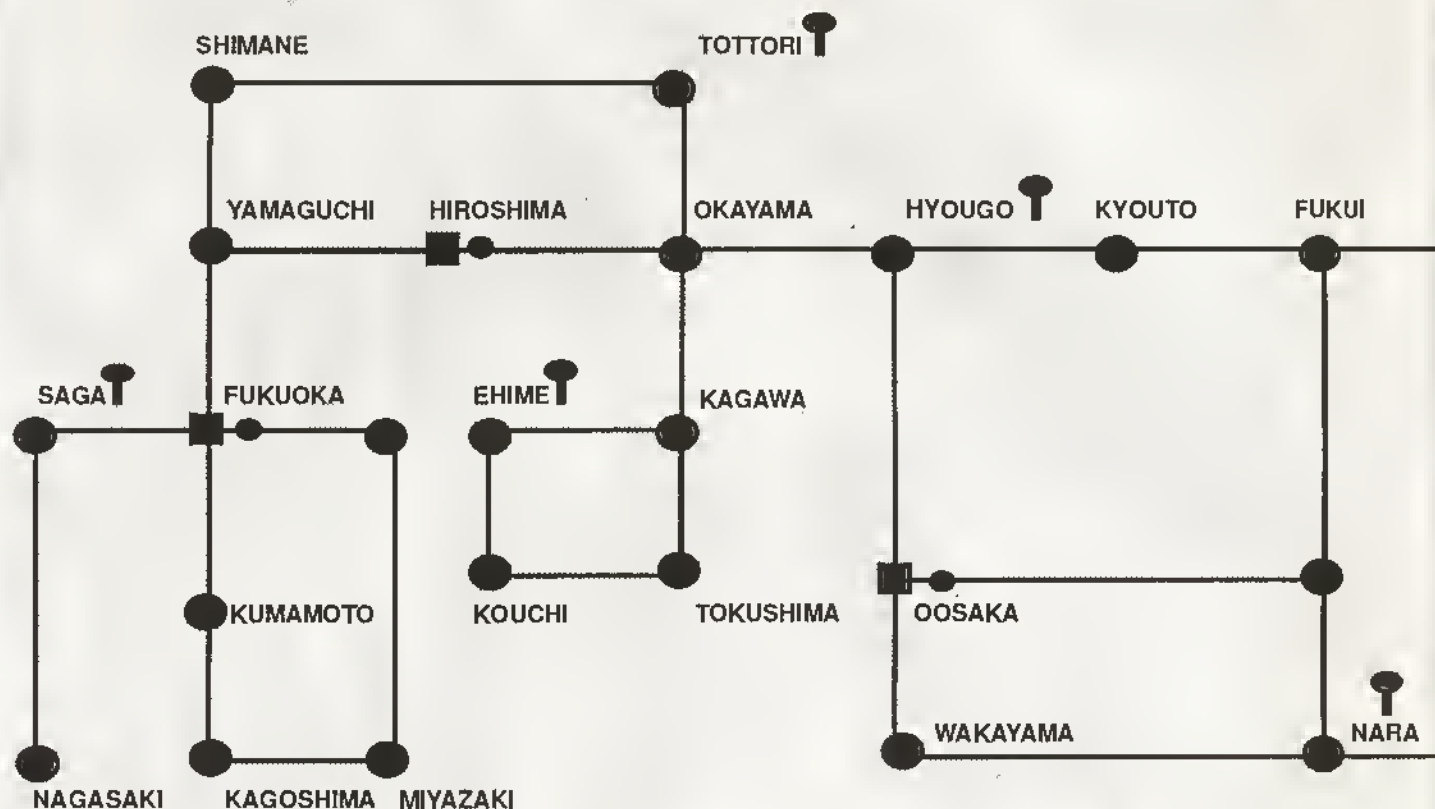 SHIMANE
TOTTORI
YAMAGUCHI
HIROSHIMA
OKAYAMA
HYOUGO
KYOUTO
FUKUI
SAGA
FUKUOKA
EHIME
KAGAWA
KUMAMOTO
KOUCHI
TOKUSHIMA
OOSAKA
WAKAYAMA
NARA
NAGASAKI
KAGOSHIMA
MIYAZAKI